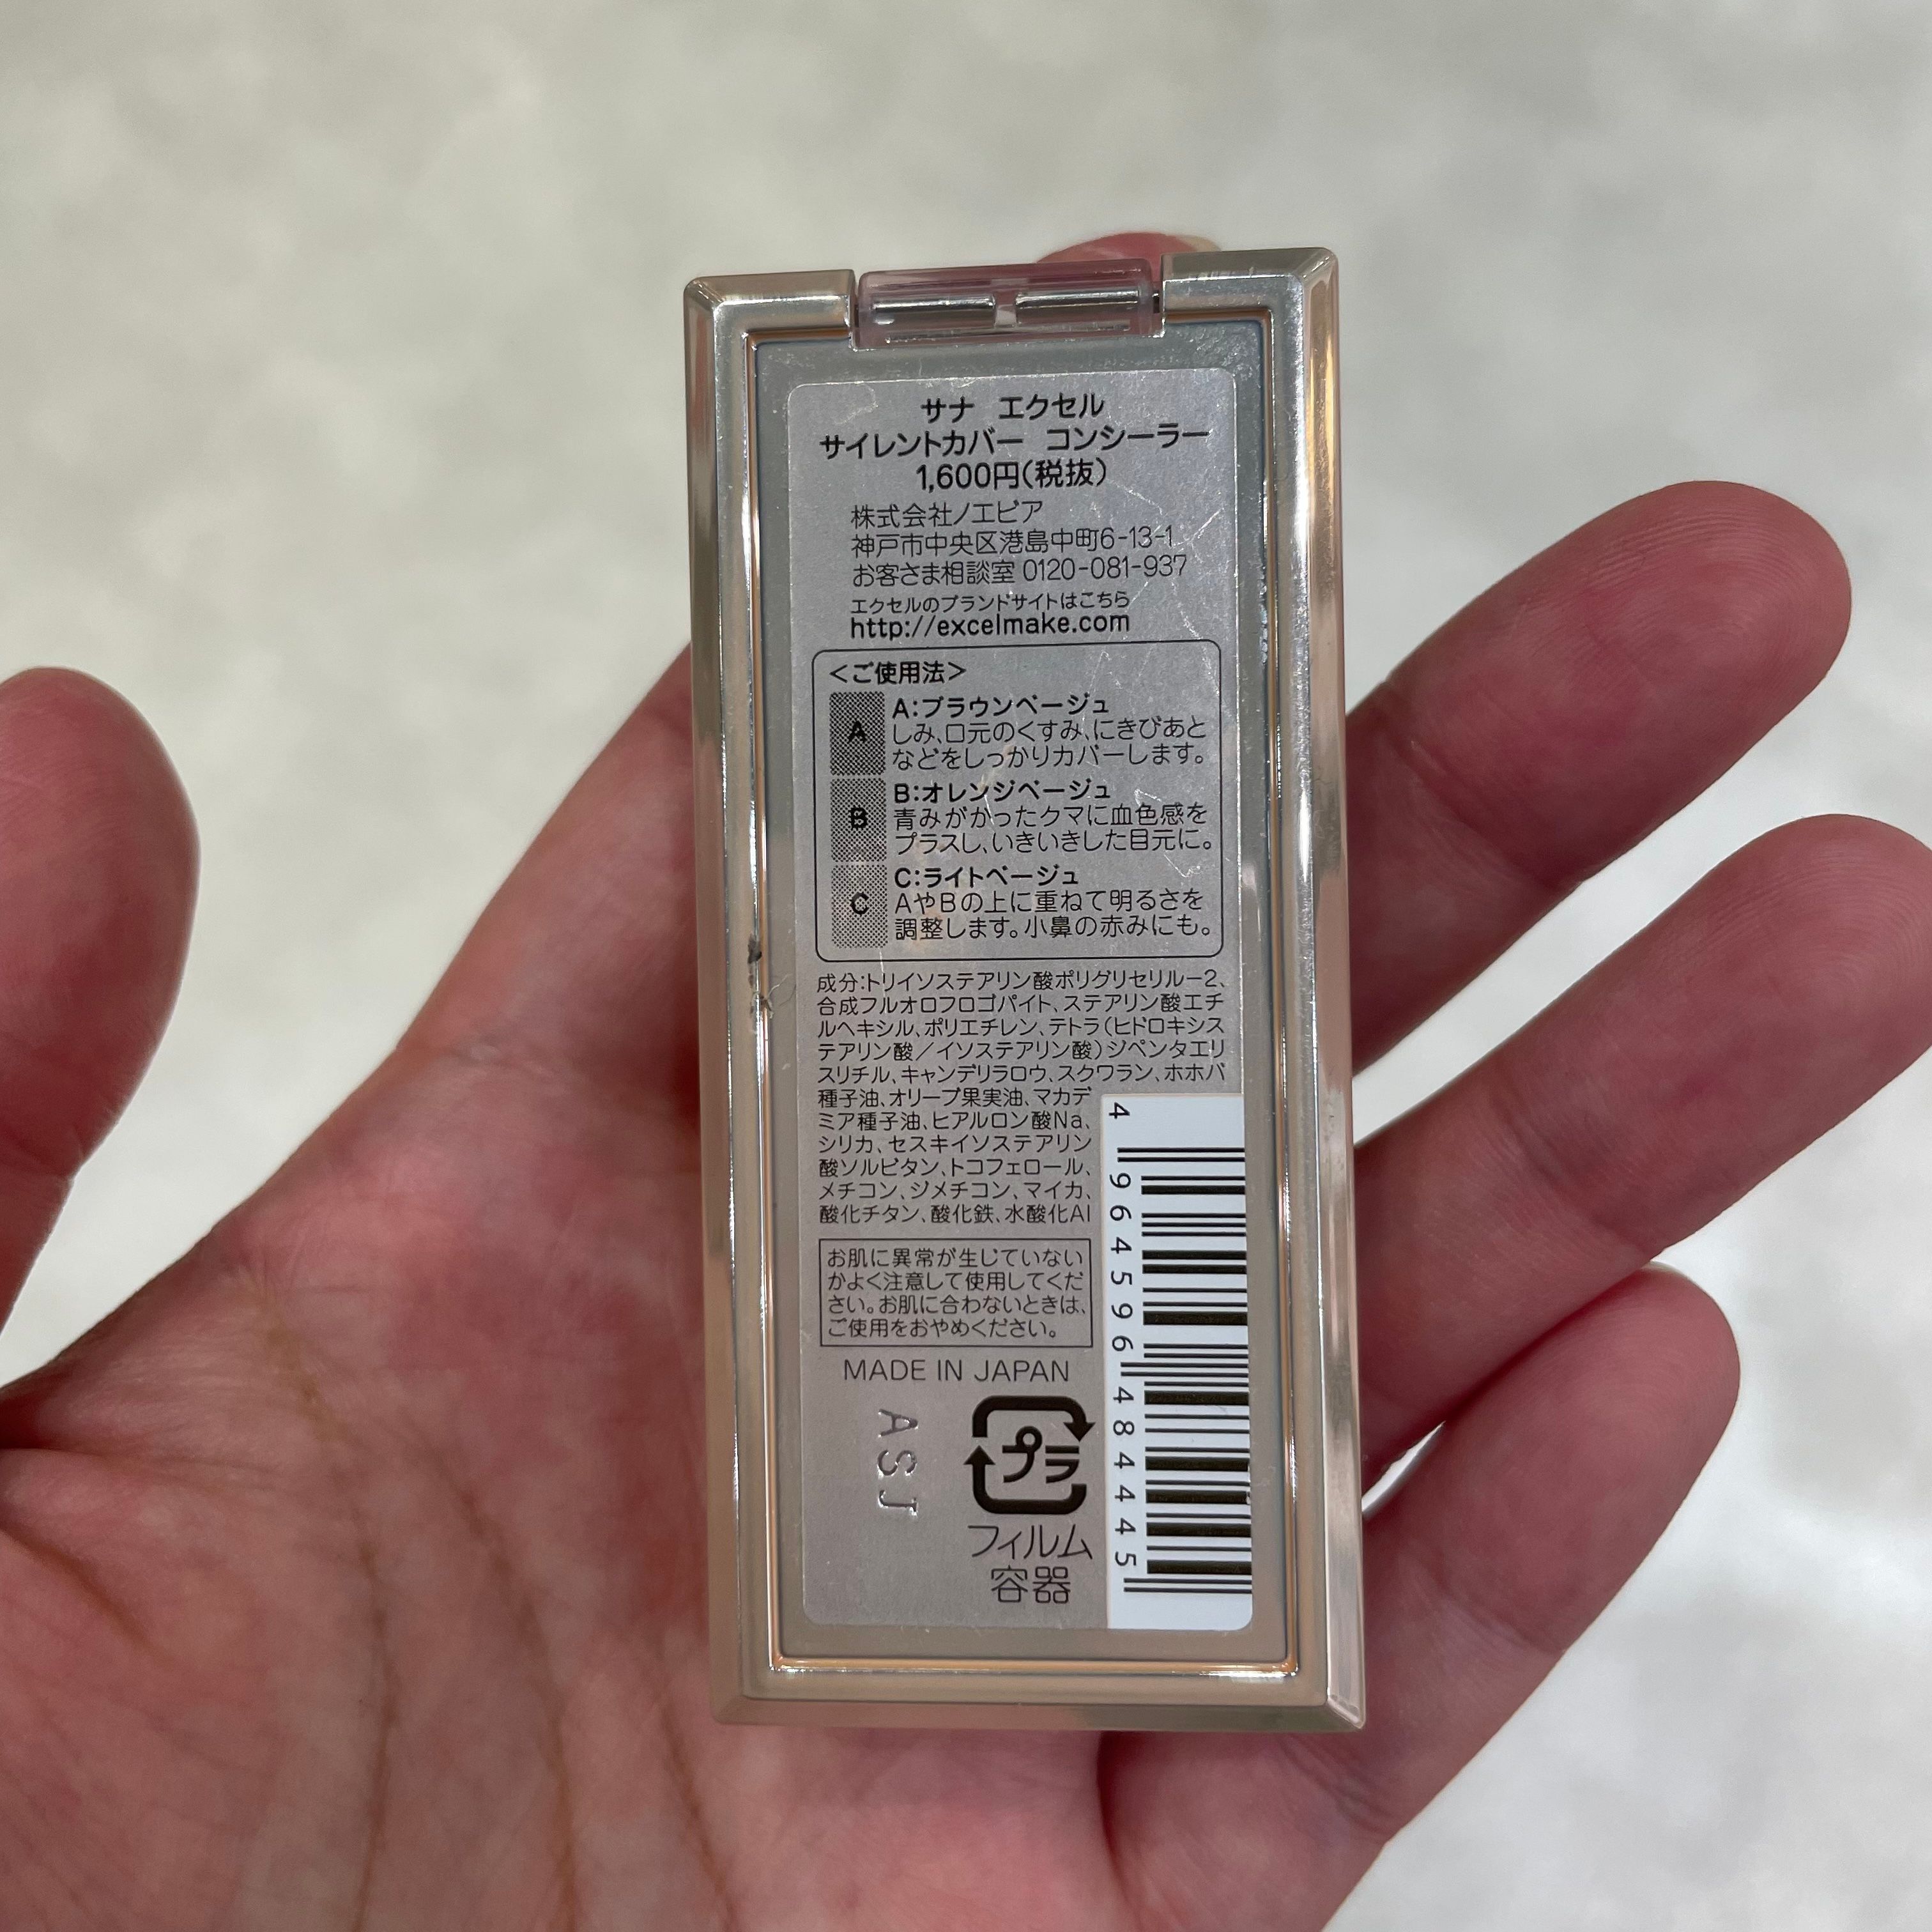 サナ エクセル
サイレントカバー コンシーラー
1,600円(税抜)
株式会社ノエビア
神戸市中央区港島中町6-13-1
お客さま相談室 0120-081-937
エクセルのブランドサイトはこちら
http://excelmake.com
＜ご使用法＞
A
A:ブラウンベージュ
しみ、口元のくすみ、にきびあと
などをしっかりカバーします。
B
B:オレンジベージュ
青みがかったクマに血色感を
プラスし、いきいきした目元に。
C
C:ライトベージュ
AやBの上に重ねて明るさを
調整します。小鼻の赤みにも。
成分:トリイソステアリン酸ポリグリセリル-2、
合成フルオロフロゴパイト、ステアリン酸エチ
ルヘキシル、ポリエチレン、テトラ(ヒドロキシス
テアリン酸／イソステアリン酸)ジペンタエリ
スリチル、キャンデリラロウ、スクワラン、ホホバ
種子油、オリーブ果実油、マカデ
ミア種子油、ヒアルロン酸Na、
シリカ、セスキイソステアリン
酸ソルビタン、トコフェロール、
メチコン、ジメチコン、マイカ、
酸化チタン、酸化鉄、水酸化Al
お肌に異常が生じていない
かよく注意して使用してくだ
さい。お肌に合わないときは、
ご使用をおやめください。
MADE IN JAPAN
ASJ
プラ
フィルム
容器
4 964596 484445